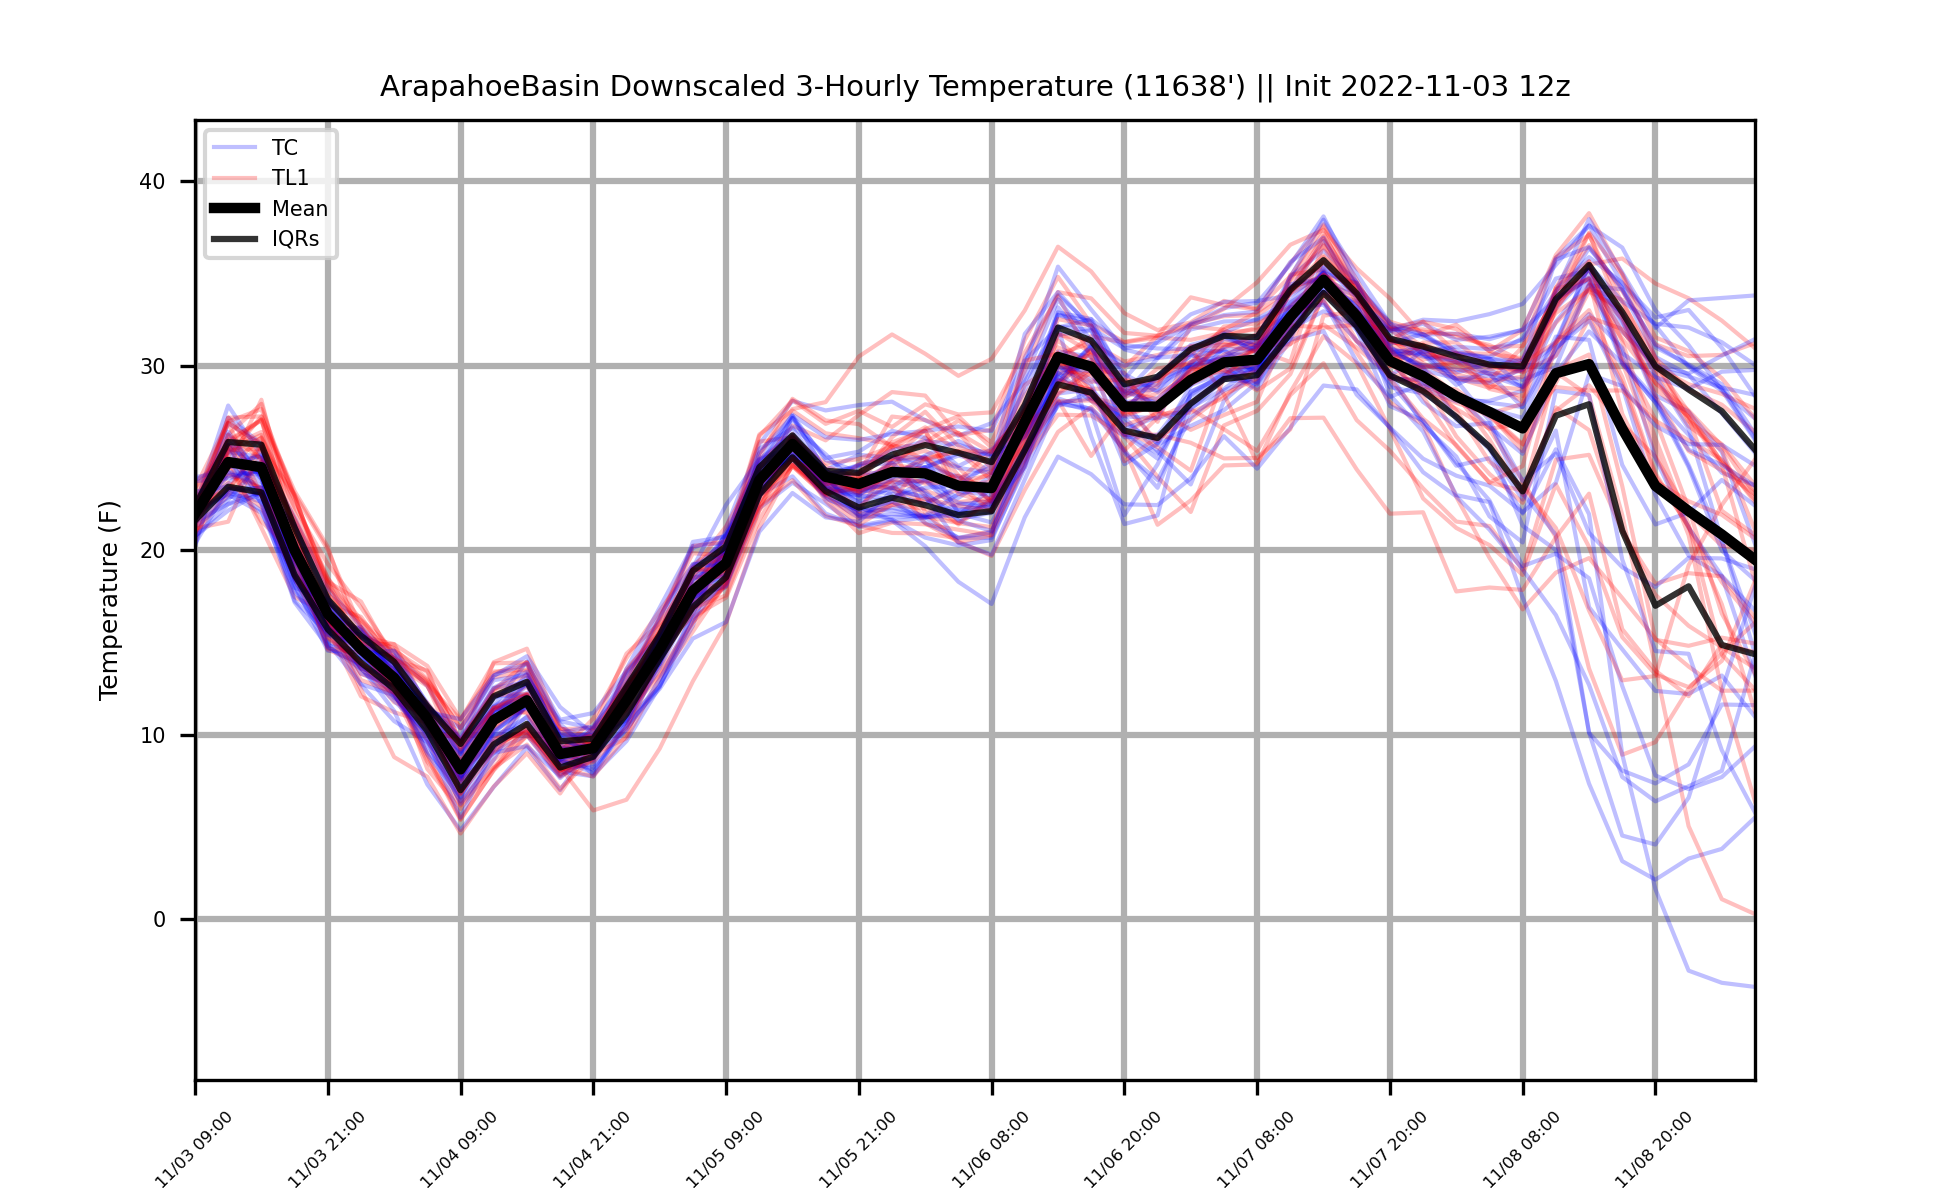 ArapahoeBasin Downscaled 3-Hourly Temperature (11638') || Init 2022-11-03 12z
TC
TL1
Mean
IQRs
Temperature (F)
40
30
20
10
0
11/03 09:00
11/03 21:00
11/04 09:00
11/04 21:00
11/05 09:00
11/05 21:00
11/06 08:00
11/06 20:00
11/07 08:00
11/07 20:00
11/08 08:00
11/08 20:00